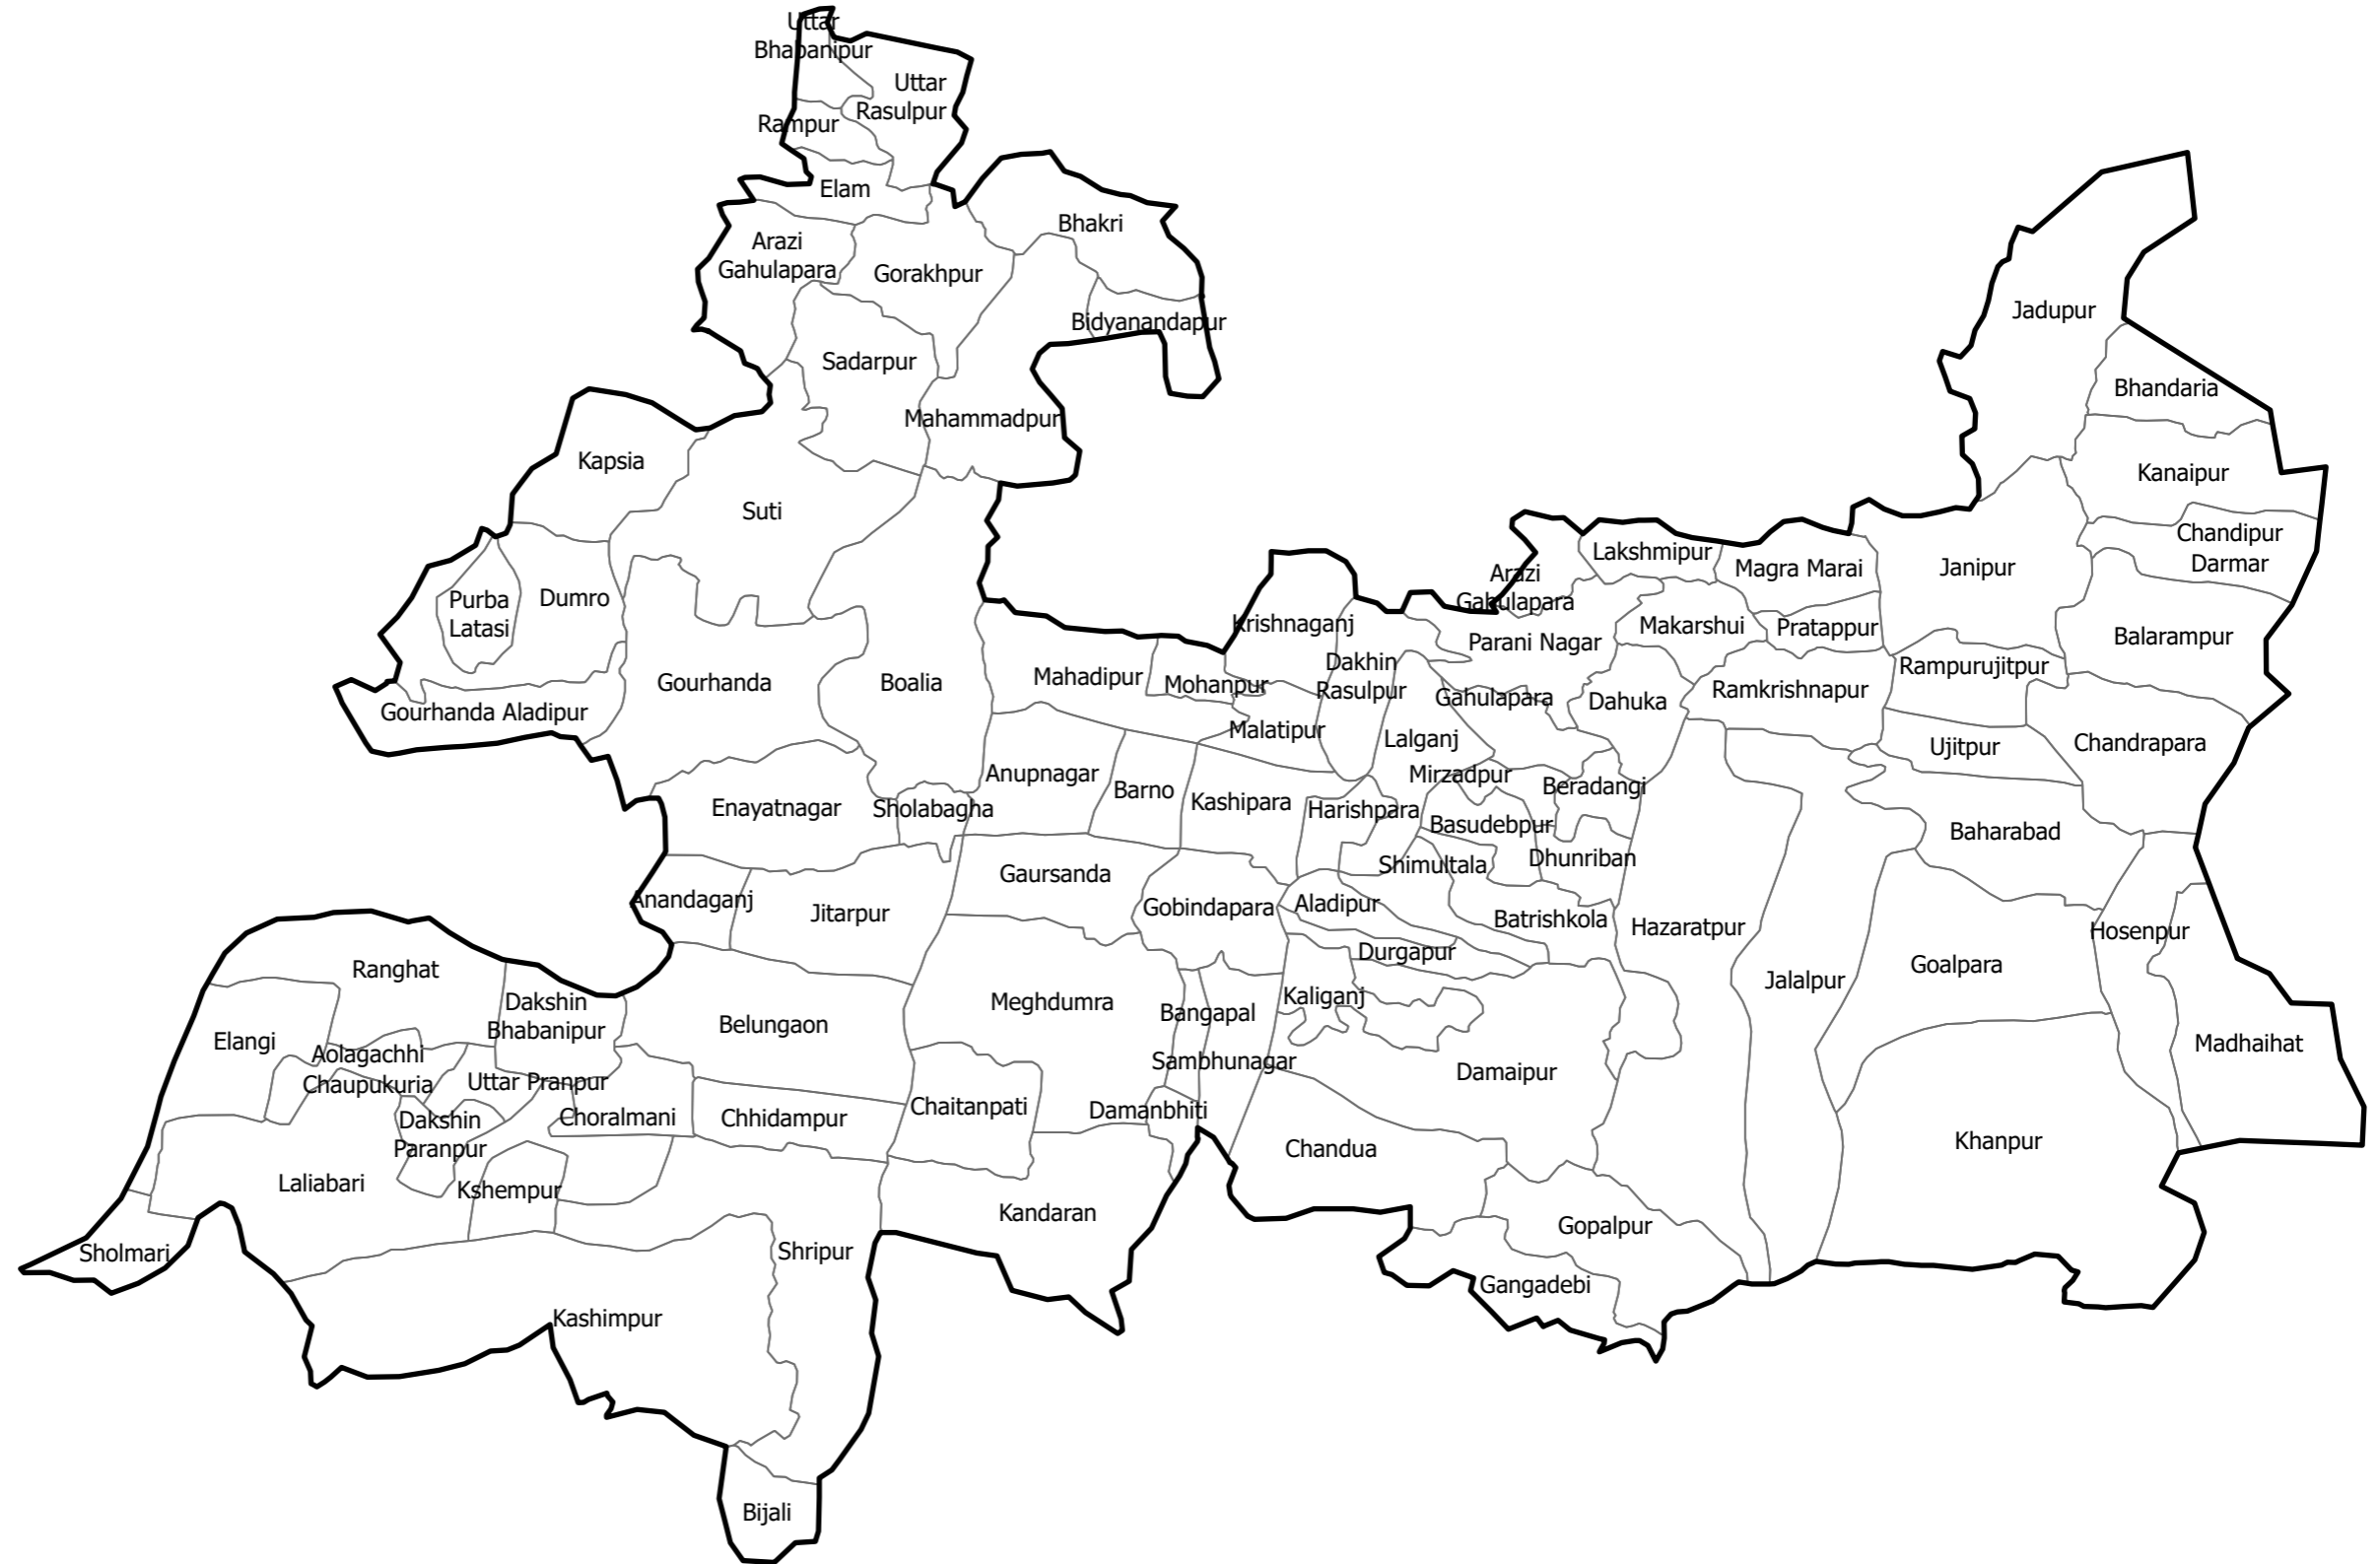 Uttar
Bhabanipur
Uttar
Rasulpur
Rampur
Elam
Bhakri
Arazi
Gahulapara
Gorakhpur
Bidyanandapur
Jadupur
Sadarpur
Bhandaria
Mahammadpur
Kapsia
Kanaipur
Suti
Chandipur
Darmar
Lakshmipur
Magra Marai
Janipur
Arazi
Gahulapara
Purba
Latasi
Dumro
Krishnaganj
Makarshui
Pratappur
Balarampur
Parani Nagar
Dakhin
Rasulpur
Rampurujitpur
Mahadipur
Mohanpur
Gourhanda
Boalia
Gahulapara
Dahuka
Ramkrishnapur
Gourhanda Aladipur
Malatipur
Lalganj
Ujitpur
Chandrapara
Anupnagar
Mirzadpur
Barno
Beradangi
Kashipara
Enayatnagar
Sholabagha
Harishpara
Basudebpur
Baharabad
Dhunriban
Shimultala
Gaursanda
Anandaganj
Jitarpur
Gobindapara
Aladipur
Batrishkola
Hazaratpur
Hosenpur
Durgapur
Ranghat
Goalpara
Jalalpur
Dakshin
Bhabanipur
Meghdumra
Kaliganj
Bangapal
Belungaon
Elangi
Madhaihat
Aolagachhi
Sambhunagar
Damaipur
Chaupukuria
Uttar Pranpur
Chaitanpati
Damanbhiti
Choralmani
Chhidampur
Dakshin
Paranpur
Khanpur
Chandua
Laliabari
Kshempur
Kandaran
Gopalpur
Sholmari
Shripur
Gangadebi
Kashimpur
Bijali